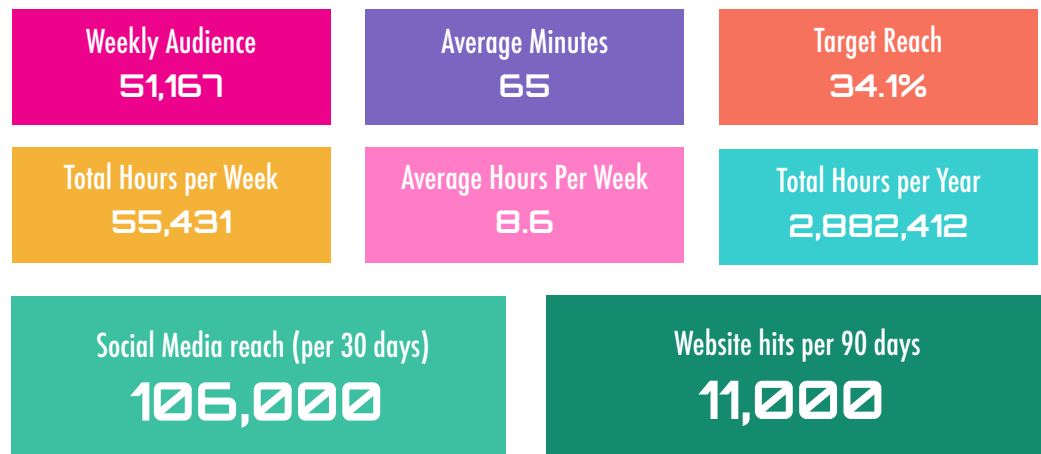 Weekly Audience
51,167
Average Minutes
65
Target Reach
34.1%
Total Hours per Week
55,431
Average Hours Per Week
8.6
Total Hours per Year
2,882,412
Social Media reach (per 30 days)
106,000
Website hits per 90 days
11,000